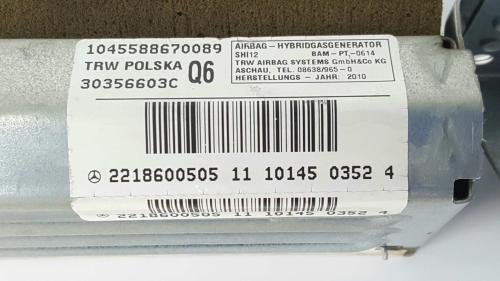 1045588670089
TRW POLSKA Q6
30356603C
AIRBAG - HYBRIDGASGENERATOR
SHI12 BAM - PT,-0614
TRW AIRBAG SYSTEMS GmbH&Co KG
ASCHAU, TEL. 08638/965-0
HERSTELLUNGS - JAHR: 2010
2218600505 11 10145 0352 4
2218600505 11 10145 0352 4